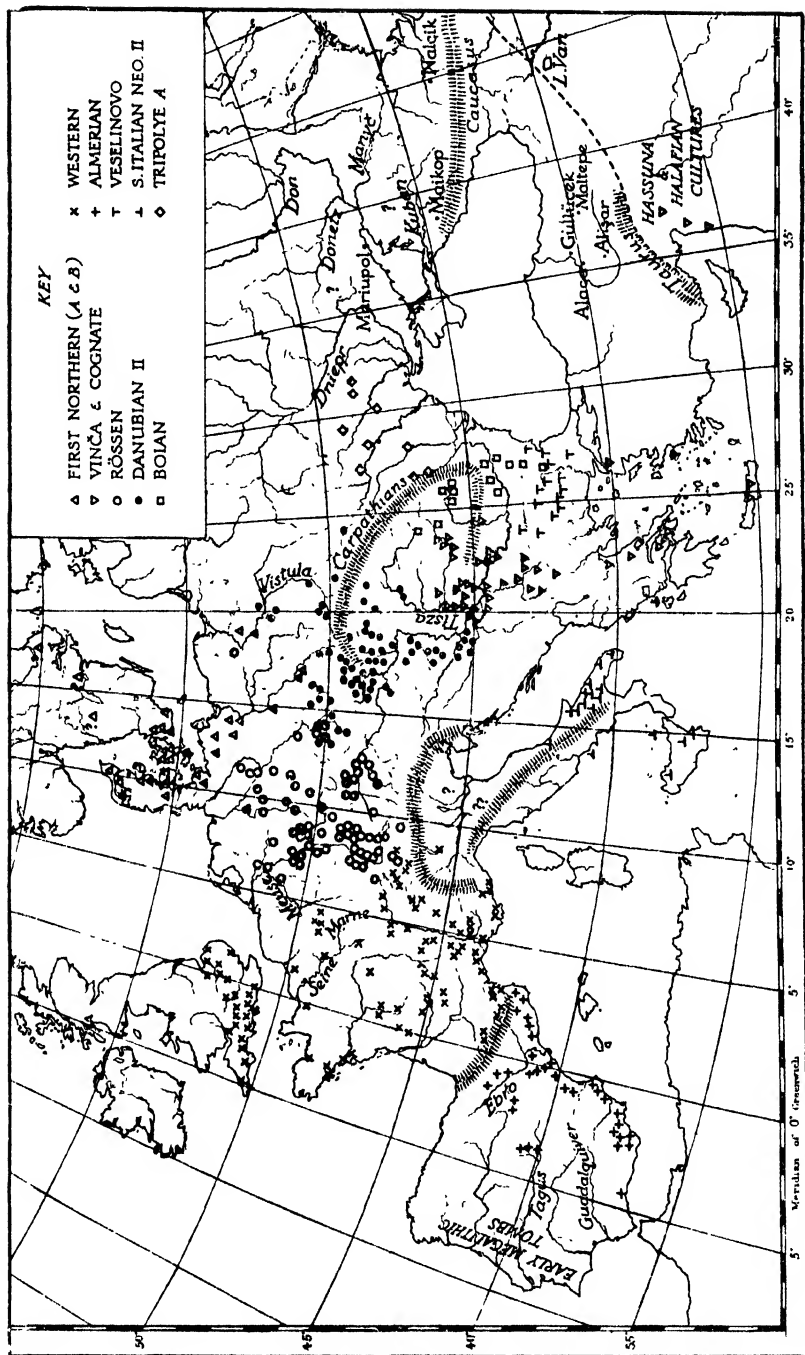 KEY
△ FIRST NORTHERN (A & B)
▽ VINČA & COGNATE
○ RÖSSEN
● DANUBIAN II
□ BOIAN
× WESTERN
+ ALMERIAN
T VESELINOVO
⊥ S. ITALIAN NEO. II
◇ TRIPOLYE A
Don
Donetz
?
Manyč
Mariupol
?
Kuban
Maikop
Nalčik
Caucasus
L. Van
Dniepr
Vistula
Carpathians
Tisza
Gullücek
Maltepe
Alaca
Alişar
Taurus
HASSUNA
&
HALAFIAN
CULTURES
?
Meuse
Marne
Seine
?
??
Ebro
Tagus
Guadalquiver
EARLY MEGALITHIC
TOMBS
50°
45°
40°
35°
5°
Meridian of 0° Greenwich
5°
10°
15°
20°
25°
30°
35°
40°